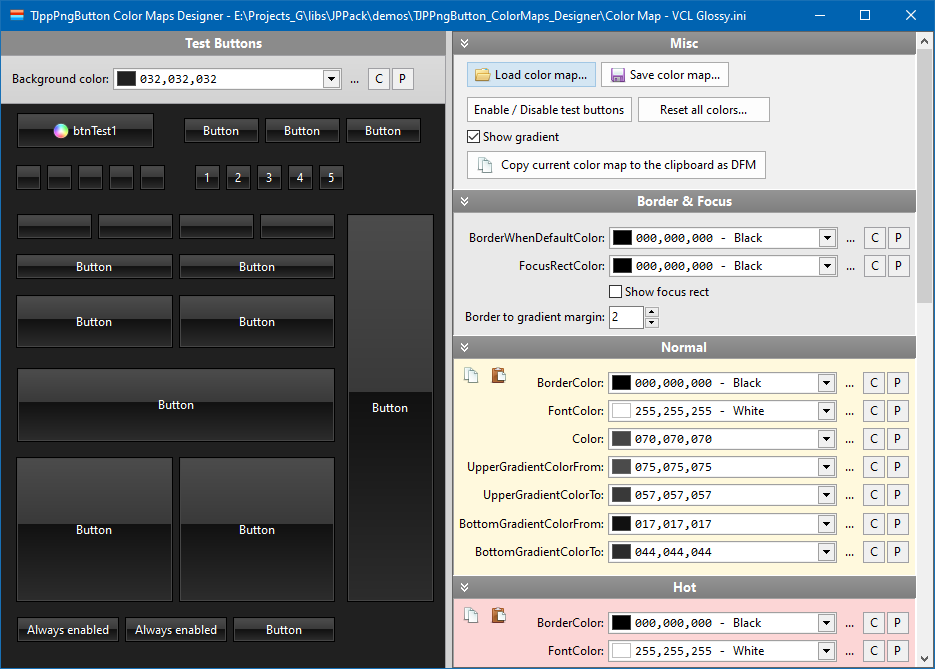 TJppPngButton Color Maps Designer - E:\Projects_G\libs\JPPack\demos\TJPPngButton_ColorMaps_Designer\Color Map - VCL Glossy.ini
Test Buttons
Background color: 032,032,032 ... C P
btnTest1 Button Button Button
1 2 3 4 5
Button Button
Button Button
Button
Button
Button Button
Always enabled Always enabled Button
Misc
Load color map... Save color map...
Enable / Disable test buttons Reset all colors...
Show gradient
Copy current color map to the clipboard as DFM
Border & Focus
BorderWhenDefaultColor: 000,000,000 - Black ... C P
FocusRectColor: 000,000,000 - Black ... C P
Show focus rect
Border to gradient margin: 2
Normal
BorderColor: 000,000,000 - Black ... C P
FontColor: 255,255,255 - White ... C P
Color: 070,070,070 ... C P
UpperGradientColorFrom: 075,075,075 ... C P
UpperGradientColorTo: 057,057,057 ... C P
BottomGradientColorFrom: 017,017,017 ... C P
BottomGradientColorTo: 044,044,044 ... C P
Hot
BorderColor: 000,000,000 - Black ... C P
FontColor: 255,255,255 - White ... C P